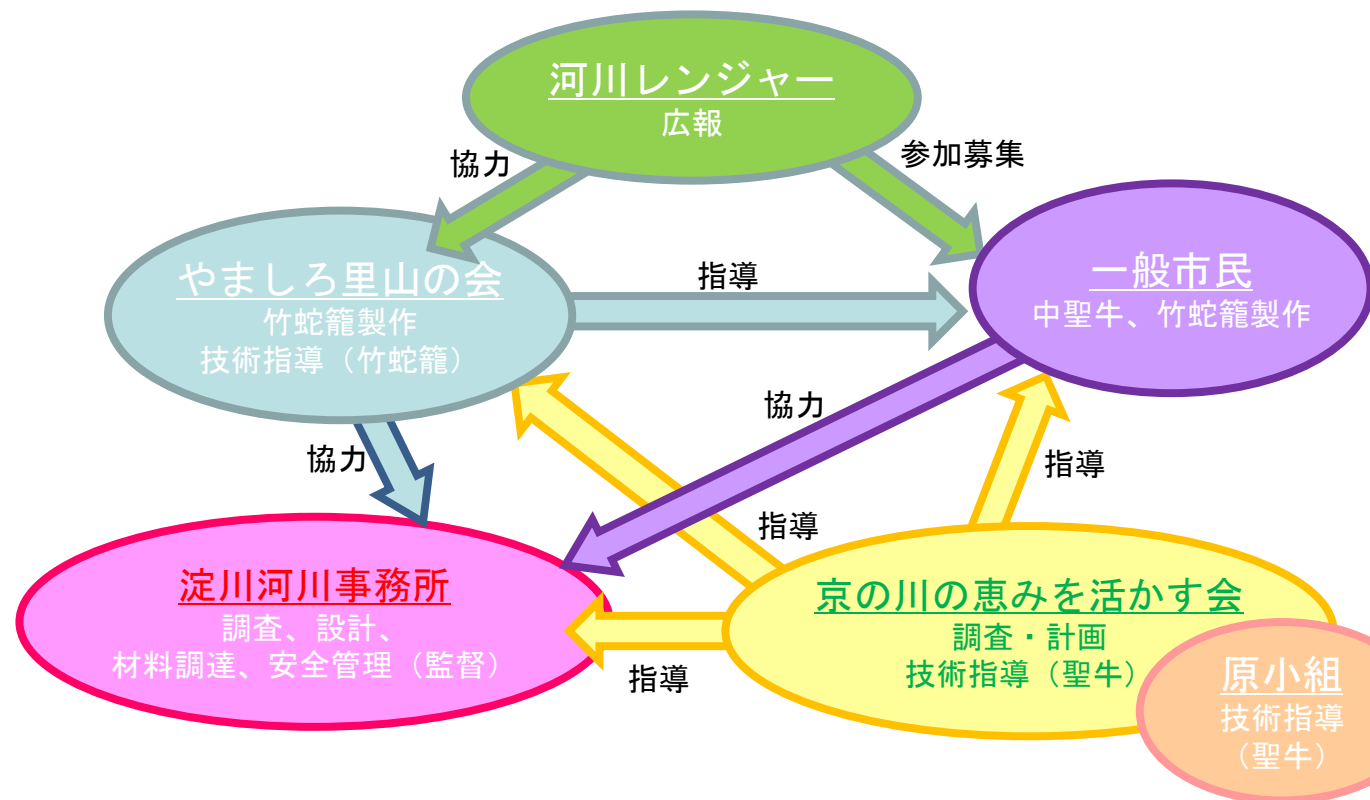 河川レンジャー
広報
協力
参加募集
やましろ里山の会
竹蛇籠製作
技術指導（竹蛇籠）
指導
一般市民
中聖牛、竹蛇籠製作
協力
協力
指導
指導
淀川河川事務所
調査、設計、
材料調達、安全管理（監督）
指導
京の川の恵みを活かす会
調査・計画
技術指導（聖牛）
原小組
技術指導
（聖牛）